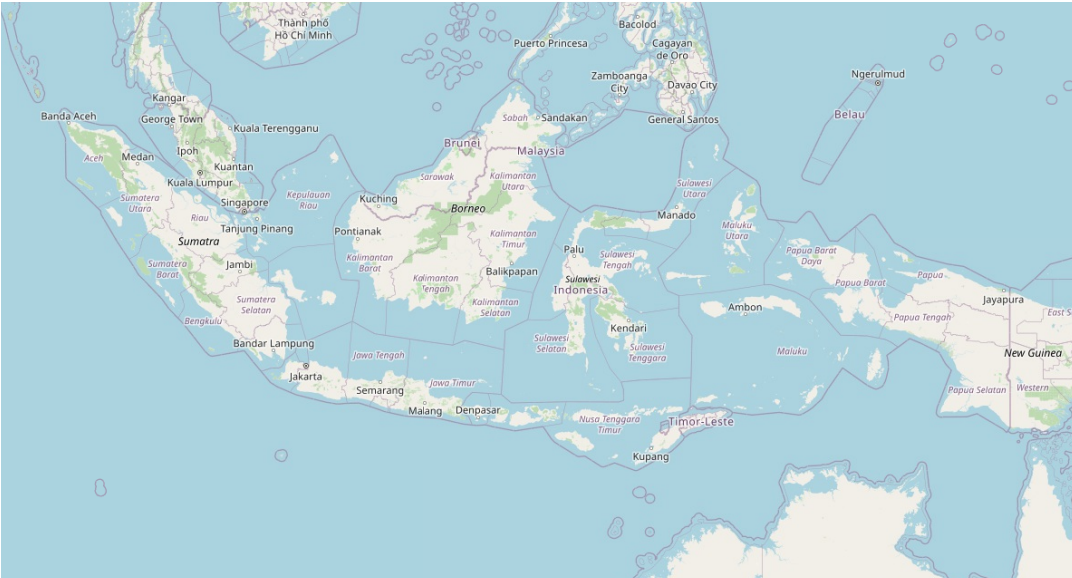 Thành phố
Hồ Chí Minh
Bacolod
Puerto Princesa
Cagayan
de Oro
Ngerulmud
Zamboanga
City
Davao City
Kangar
Banda Aceh
George Town
Kuala Terengganu
Sabah
Sandakan
General Santos
Belau
Ipoh
Brunei
Malaysia
Aceh
Medan
Kuantan
Kuala Lumpur
Sarawak
Kalimantan
Utara
Sulawesi
Utara
Sumatera
Utara
Kepulauan
Riau
Kuching
Singapore
Borneo
Manado
Riau
Tanjung Pinang
Pontianak
Kalimantan
Timur
Maluku
Utara
Sumatra
Palu
Sulawesi
Tengah
Papua Barat
Daya
Sumatera
Barat
Jambi
Kalimantan
Barat
Balikpapan
Kalimantan
Tengah
Sulawesi
Indonesia
Papua Barat
Papua
Jayapura
Sumatera
Selatan
Kalimantan
Selatan
Ambon
Papua Tengah
East S
Bengkulu
Kendari
Bandar Lampung
Sulawesi
Selatan
Sulawesi
Tenggara
Maluku
New Guinea
Jawa Tengah
Jakarta
Semarang
Jawa Timur
Papua Selatan
Western
Malang
Denpasar
Nusa Tenggara
Timur
Timor-Leste
Kupang